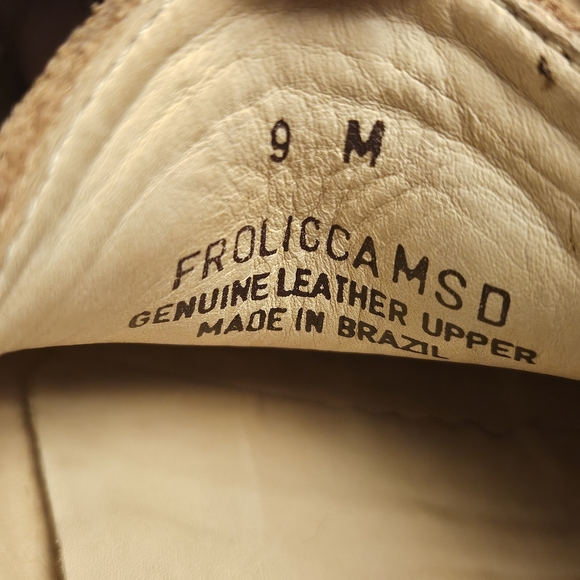 9 M
FROLICCAMSD
GENUINE LEATHER UPPER
MADE IN BRAZIL